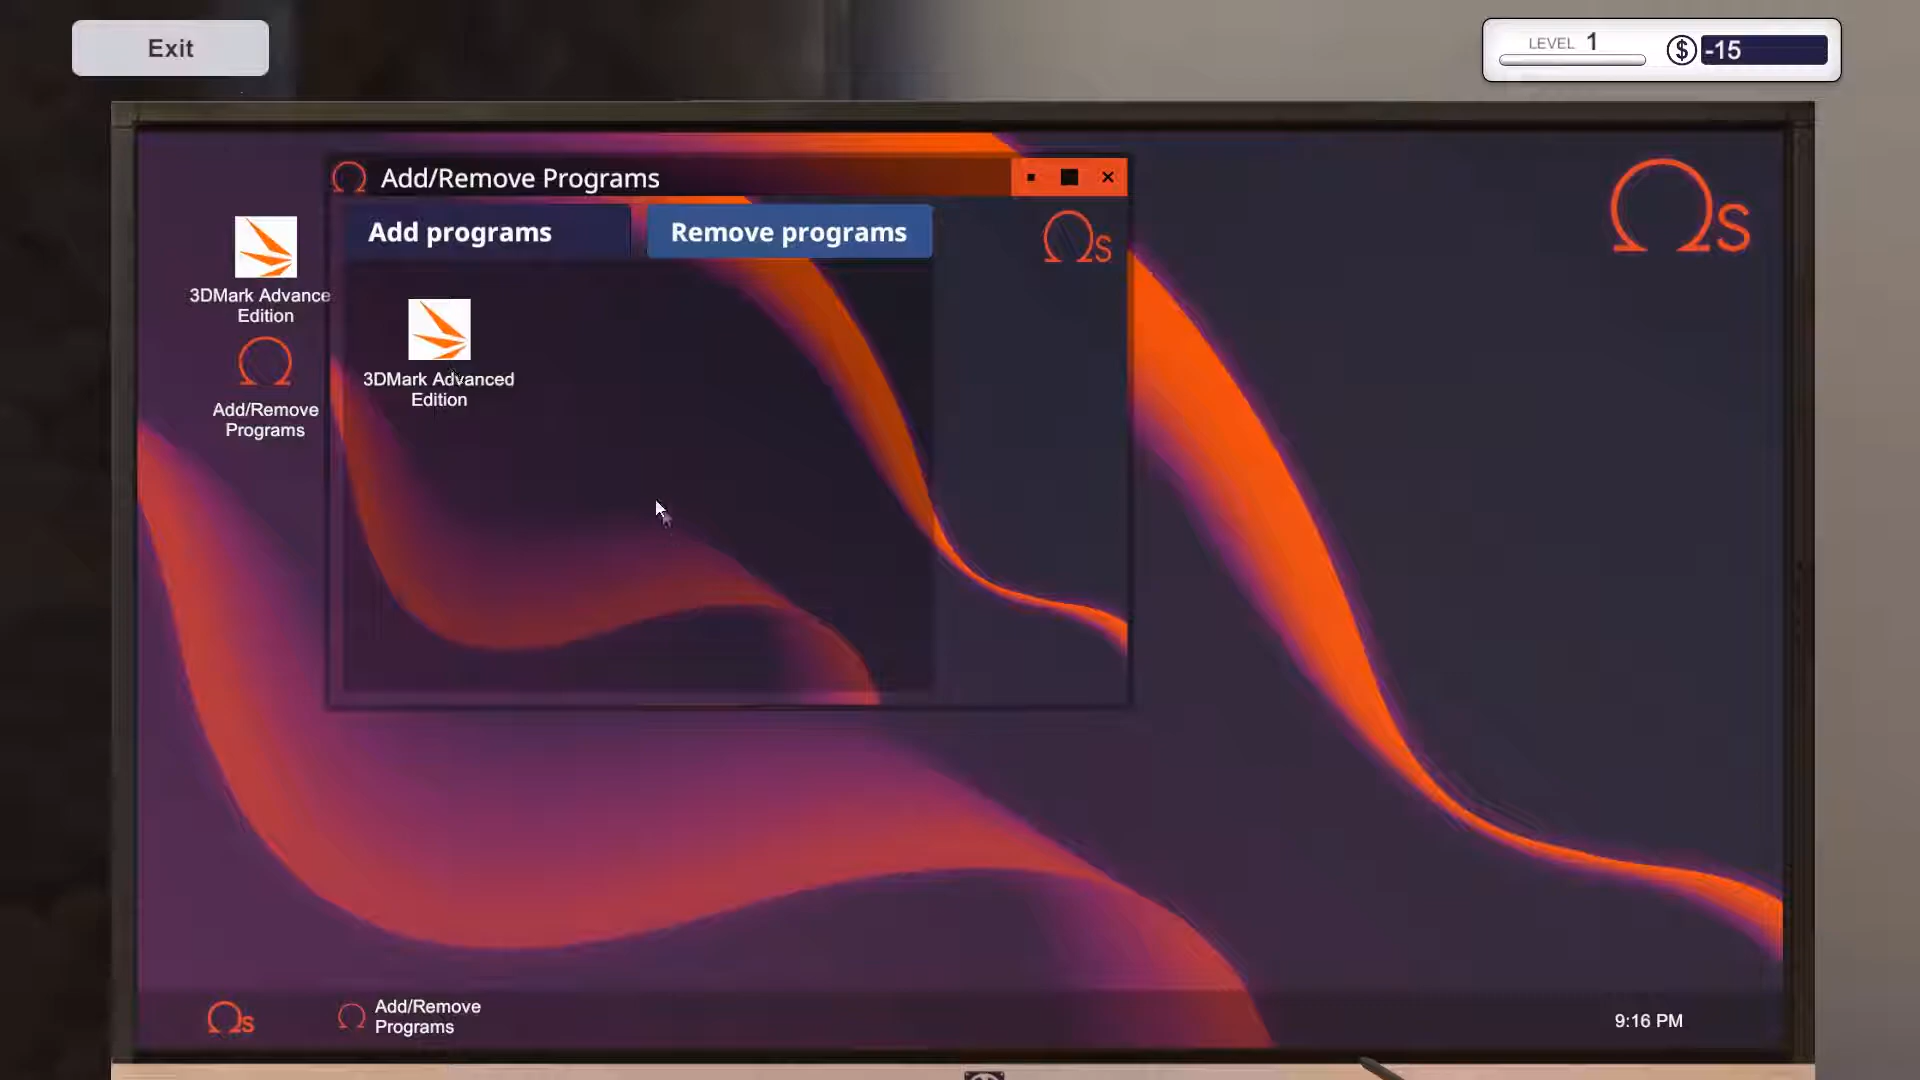 Exit
LEVEL 1
$ -15
Add/Remove Programs
Add programs
Remove programs
Ωs
Ωs
3DMark Advance
Edition
3DMark Advanced
Edition
Add/Remove
Programs
Ωs
Add/Remove
Programs
9:16 PM